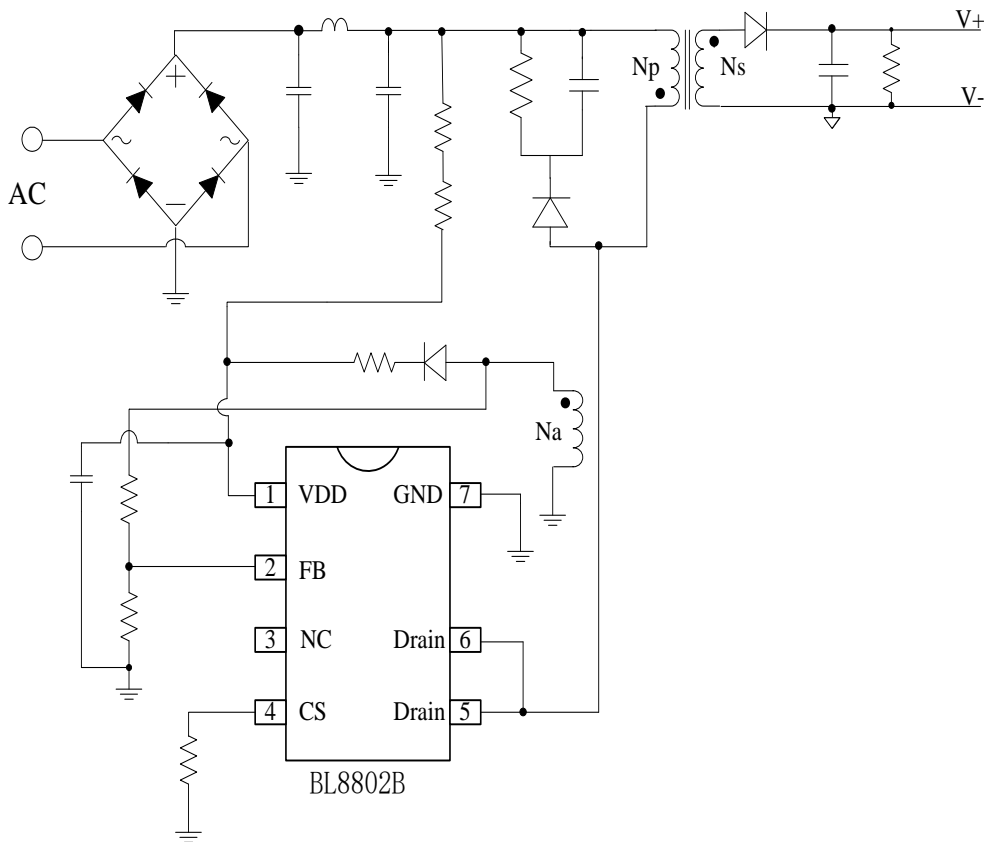 V+
Np
Ns
+
V-
~
~
AC
−
Na
1 VDD
GND 7
2 FB
3 NC
Drain 6
4 CS
Drain 5
BL8802B